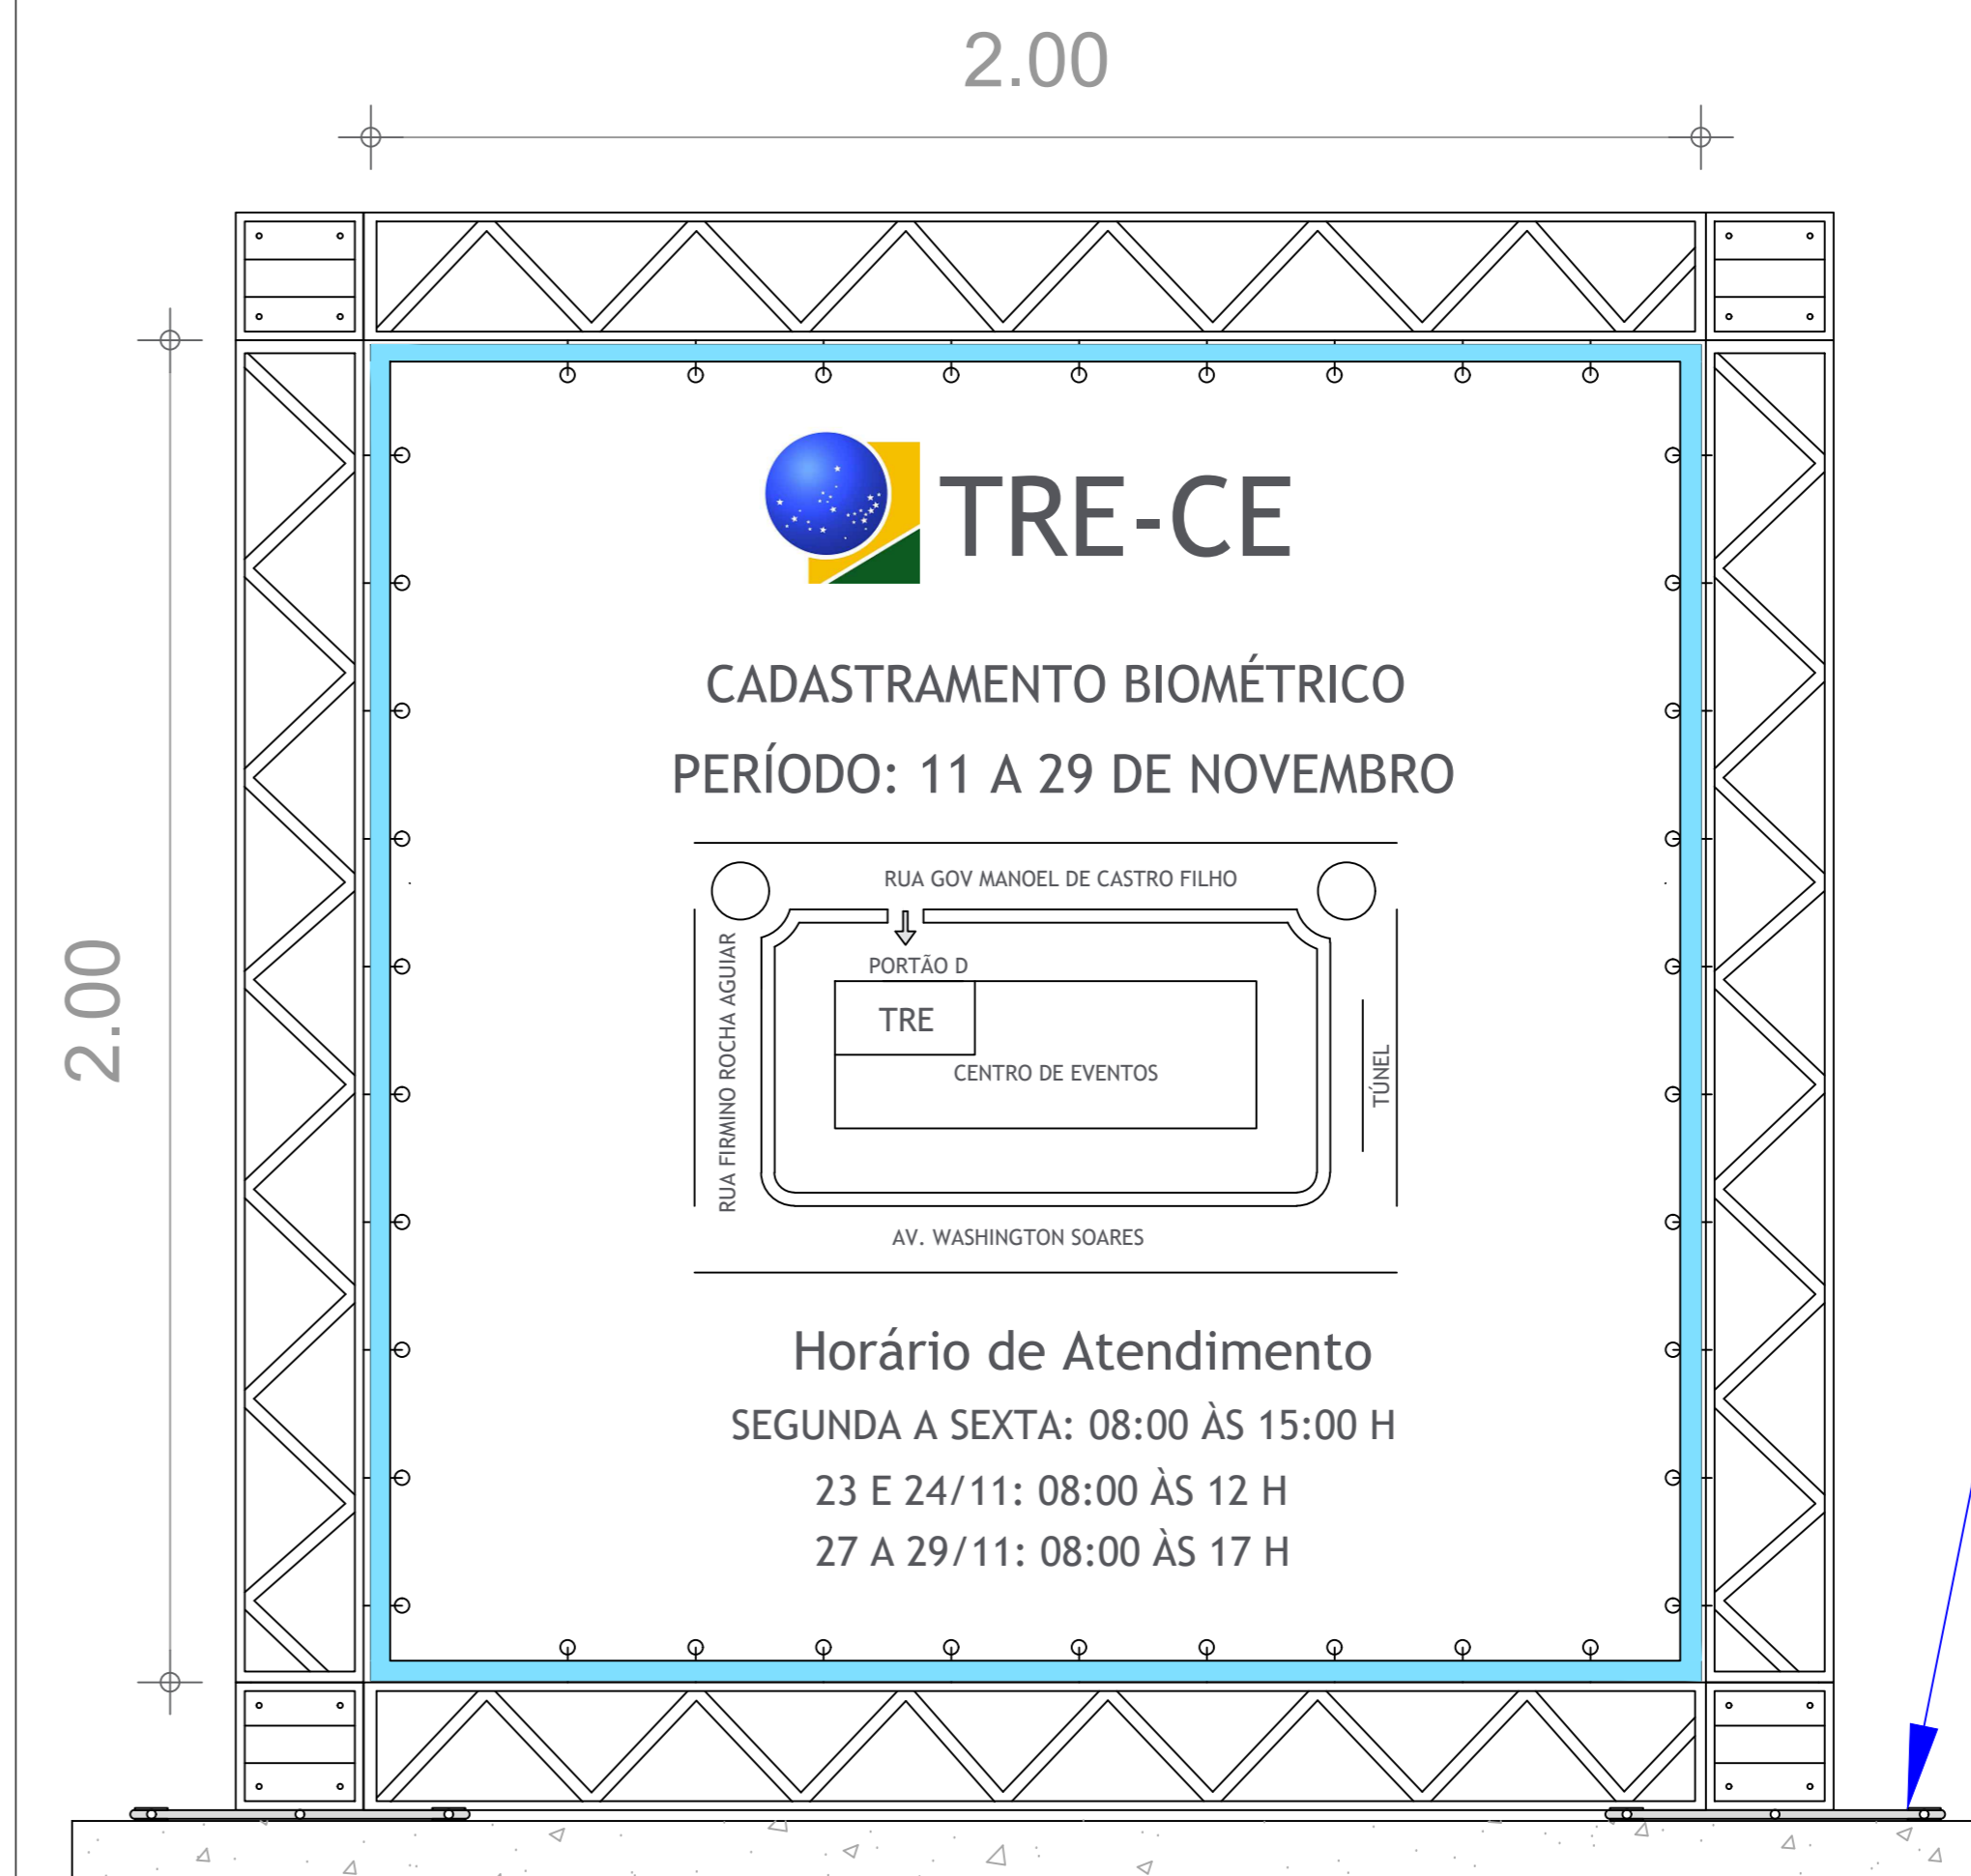 2.00
2.00
TRE-CE
CADASTRAMENTO BIOMÉTRICO
PERÍODO: 11 A 29 DE NOVEMBRO
RUA GOV MANOEL DE CASTRO FILHO
RUA FIRMINO ROCHA AGUIAR
PORTÃO D
TRE
CENTRO DE EVENTOS
TÚNEL
AV. WASHINGTON SOARES
Horário de Atendimento
SEGUNDA A SEXTA: 08:00 ÀS 15:00 H
23 E 24/11: 08:00 ÀS 12 H
27 A 29/11: 08:00 ÀS 17 H